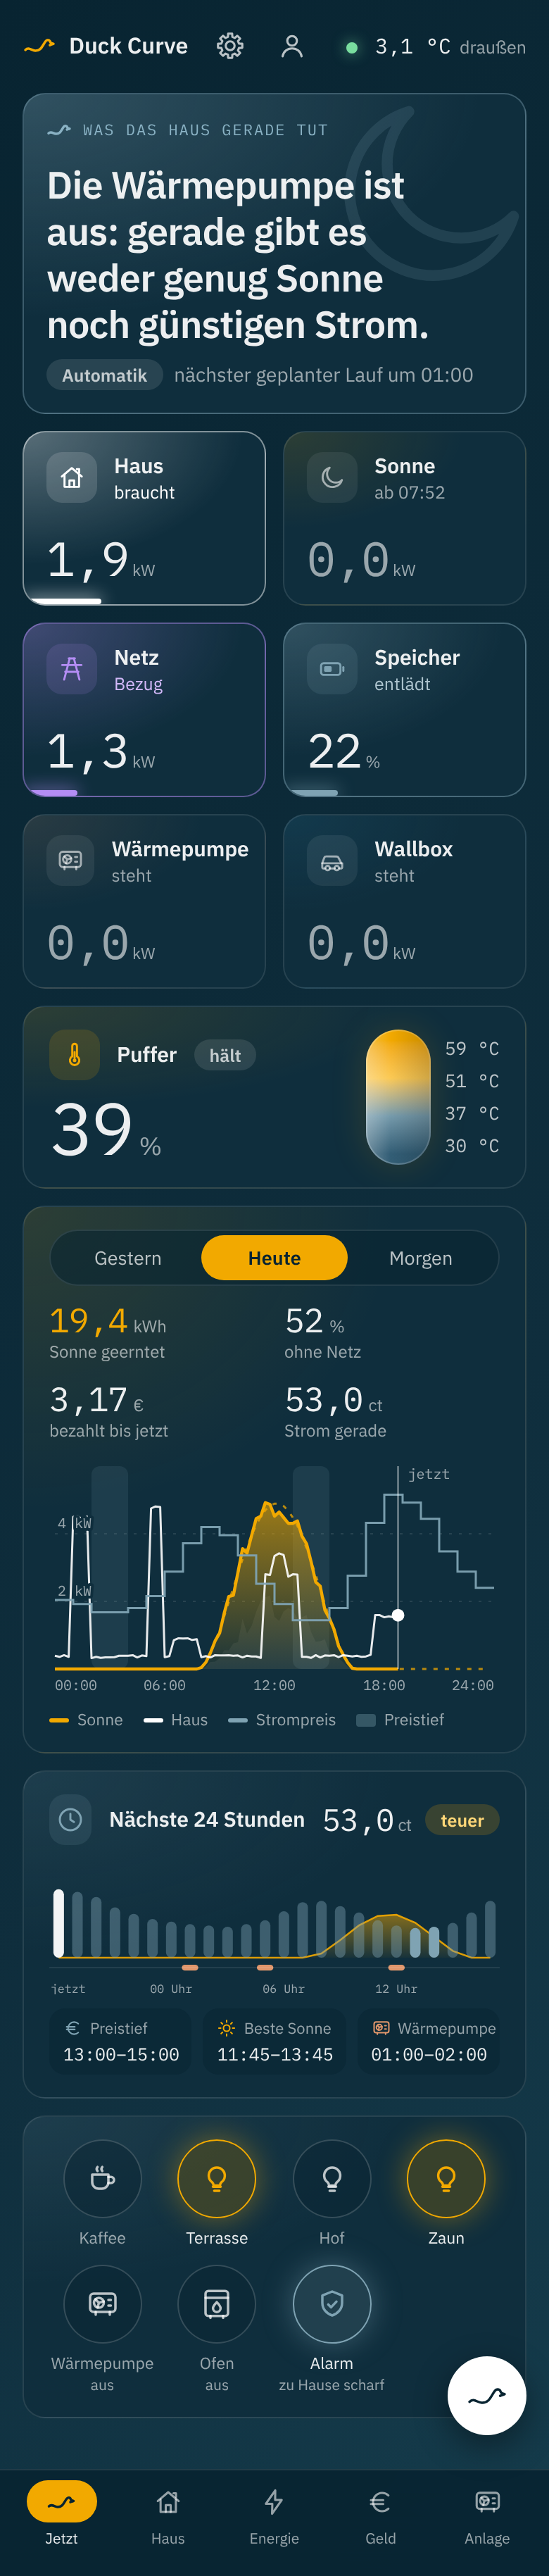 Duck Curve
3,1 °C draußen
WAS DAS HAUS GERADE TUT
Die Wärmepumpe ist
aus: gerade gibt es
weder genug Sonne
noch günstigen Strom.
Automatik nächster geplanter Lauf um 01:00
Haus
braucht
1,9 kW
Sonne
ab 07:52
0,0 kW
Netz
Bezug
1,3 kW
Speicher
entlädt
22 %
Wärmepumpe
steht
0,0 kW
Wallbox
steht
0,0 kW
Puffer hält
39 %
59 °C
51 °C
37 °C
30 °C
Gestern Heute Morgen
19,4 kWh
Sonne geerntet
52 %
ohne Netz
3,17 €
bezahlt bis jetzt
53,0 ct
Strom gerade
jetzt
4 kW
2 kW
00:00 06:00 12:00 18:00 24:00
Sonne Haus Strompreis Preistief
Nächste 24 Stunden 53,0 ct teuer
jetzt 00 Uhr 06 Uhr 12 Uhr
Preistief
13:00–15:00
Beste Sonne
11:45–13:45
Wärmepumpe
01:00–02:00
Kaffee Terrasse Hof Zaun
Wärmepumpe
aus
Ofen
aus
Alarm
zu Hause scharf
Jetzt Haus Energie Geld Anlage